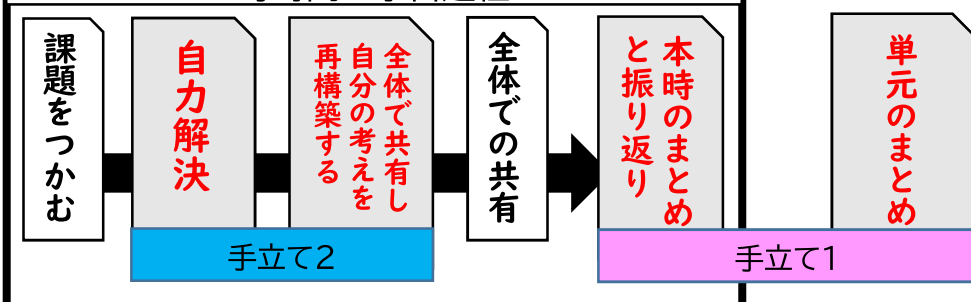 課題をつかむ
自力解決
全体で共有し
自分の考えを
再構築する
全体での共有
本時のまとめ
と振り返り
単元のまとめ
手立て2
手立て1